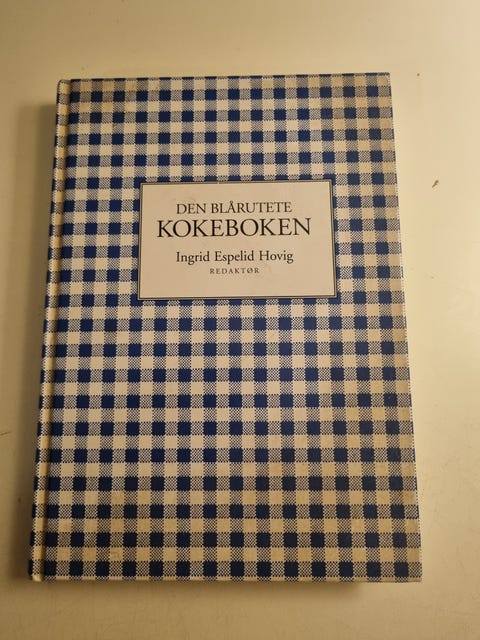 DEN BLÅRUTETE
KOKEBOKEN
Ingrid Espelid Hovig
REDAKTØR